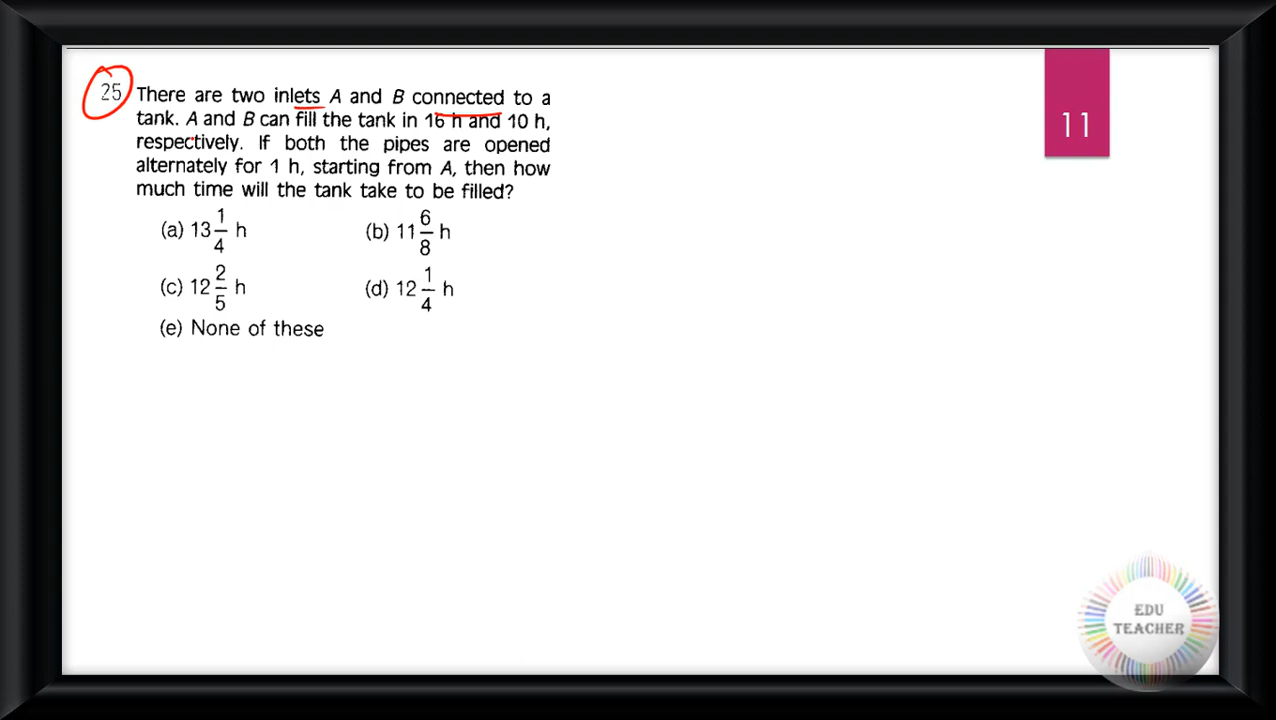 25 There are two inlets A and B connected to a
tank. A and B can fill the tank in 16 h and 10 h,
respectively. If both the pipes are opened
alternately for 1 h, starting from A, then how
much time will the tank take to be filled?
(a) 13 1/4 h (b) 11 6/8 h
(c) 12 2/5 h (d) 12 1/4 h
(e) None of these
11
EDU
TEACHER